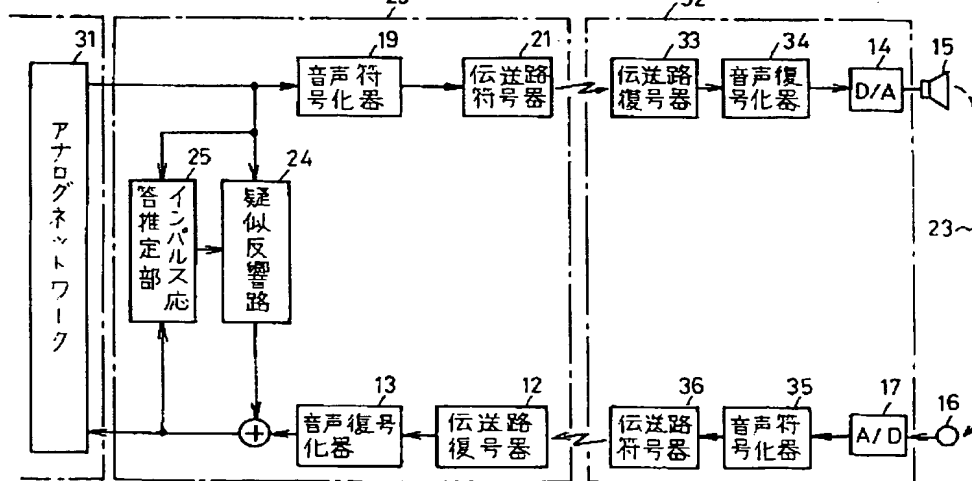 31
アナログネットワーク
19
音声符
号化器
21
伝送路
符号器
33
伝送路
復号器
34
音声復
号化器
14
D/A
15
25
インパルス応
答推定部
24
疑似反響路
23~
13
音声復号
化器
12
伝送路
復号器
36
伝送路
符号器
35
音声符
号化器
17
A/D
16